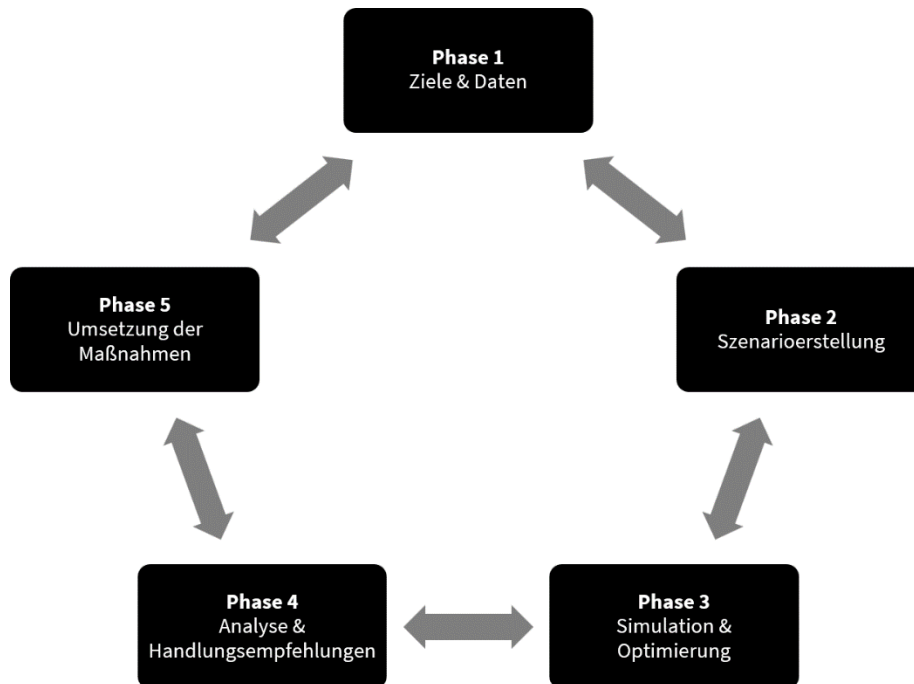 Phase 1
Ziele & Daten
Phase 2
Szenarioerstellung
Phase 3
Simulation &
Optimierung
Phase 4
Analyse &
Handlungsempfehlungen
Phase 5
Umsetzung der
Maßnahmen